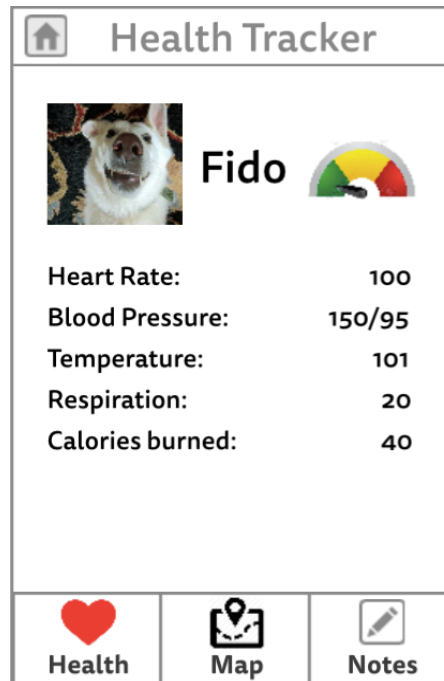 Health Tracker
Fido
Heart Rate: 100
Blood Pressure: 150/95
Temperature: 101
Respiration: 20
Calories burned: 40
Health Map Notes